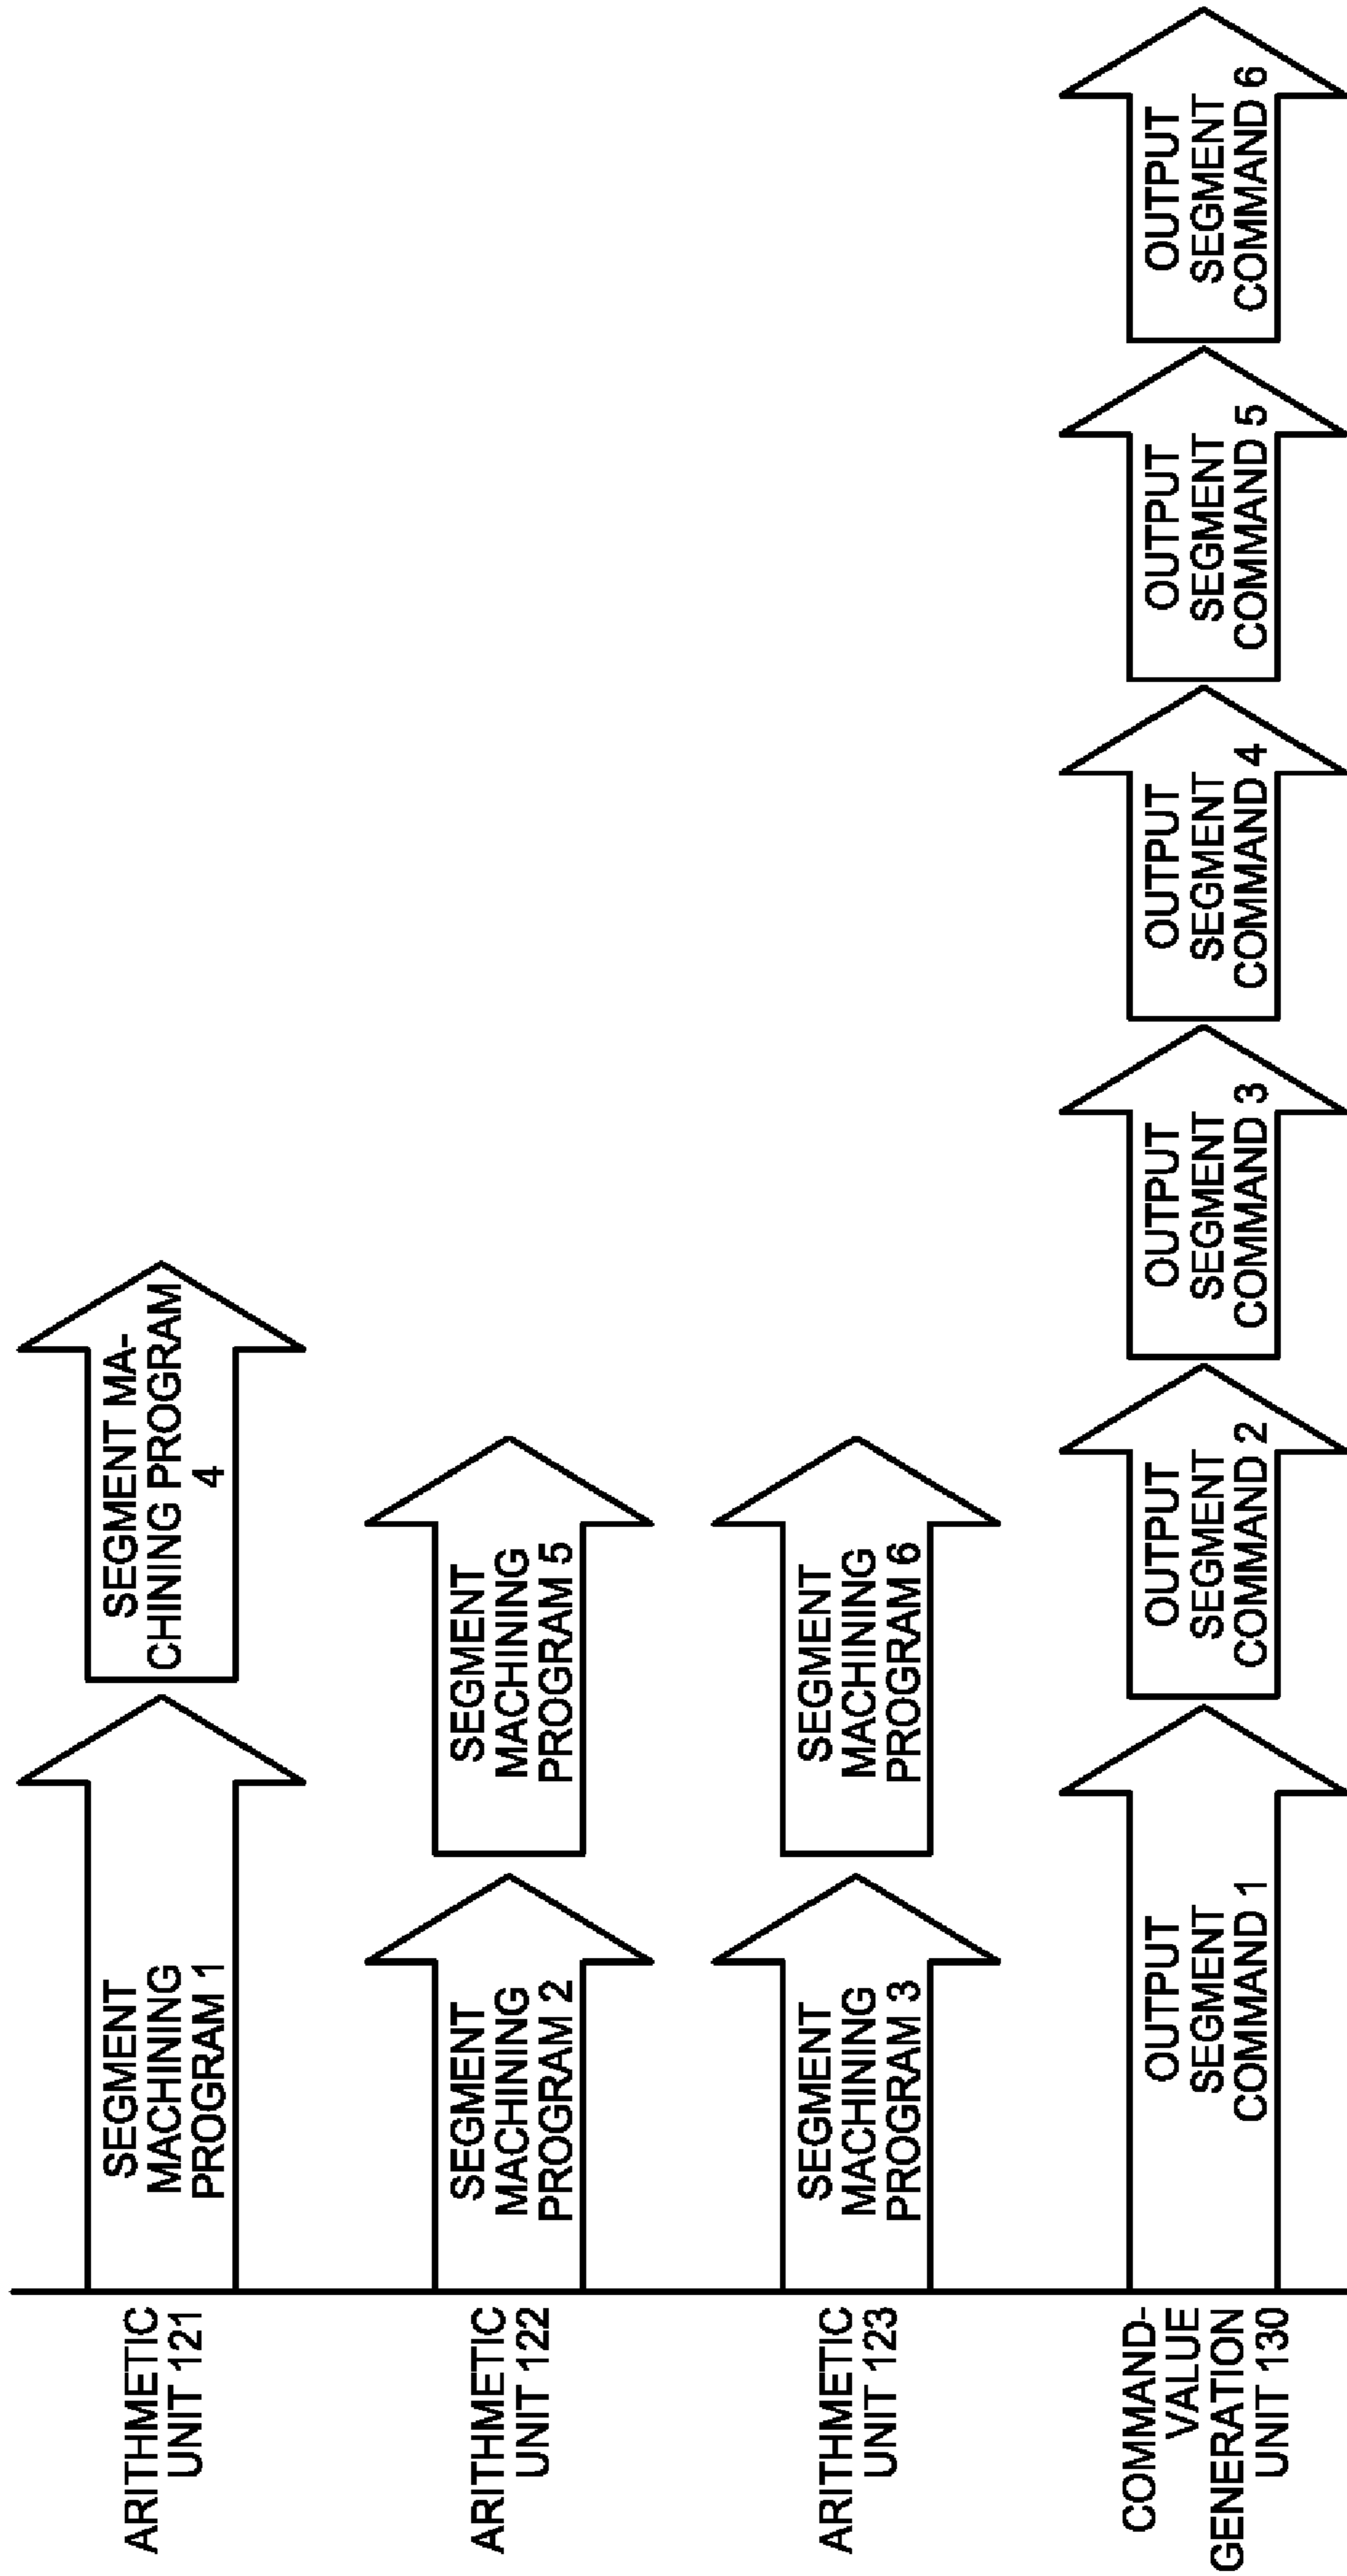 ARITHMETIC
UNIT 121
SEGMENT
MACHINING
PROGRAM 1
SEGMENT MA-
CHINING PROGRAM
4
ARITHMETIC
UNIT 122
SEGMENT
MACHINING
PROGRAM 2
SEGMENT
MACHINING
PROGRAM 5
ARITHMETIC
UNIT 123
SEGMENT
MACHINING
PROGRAM 3
SEGMENT
MACHINING
PROGRAM 6
COMMAND-
VALUE
GENERATION
UNIT 130
OUTPUT
SEGMENT
COMMAND 1
OUTPUT
SEGMENT
COMMAND 2
OUTPUT
SEGMENT
COMMAND 3
OUTPUT
SEGMENT
COMMAND 4
OUTPUT
SEGMENT
COMMAND 5
OUTPUT
SEGMENT
COMMAND 6